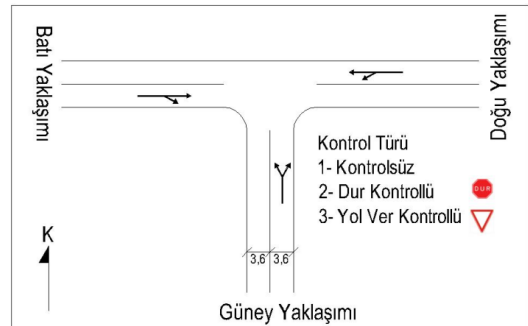 Batı Yaklaşımı
Doğu Yaklaşımı
Kontrol Türü
1- Kontrolsüz
2- Dur Kontrollü
DUR
3- Yol Ver Kontrollü
K
3,6 3,6
Güney Yaklaşımı